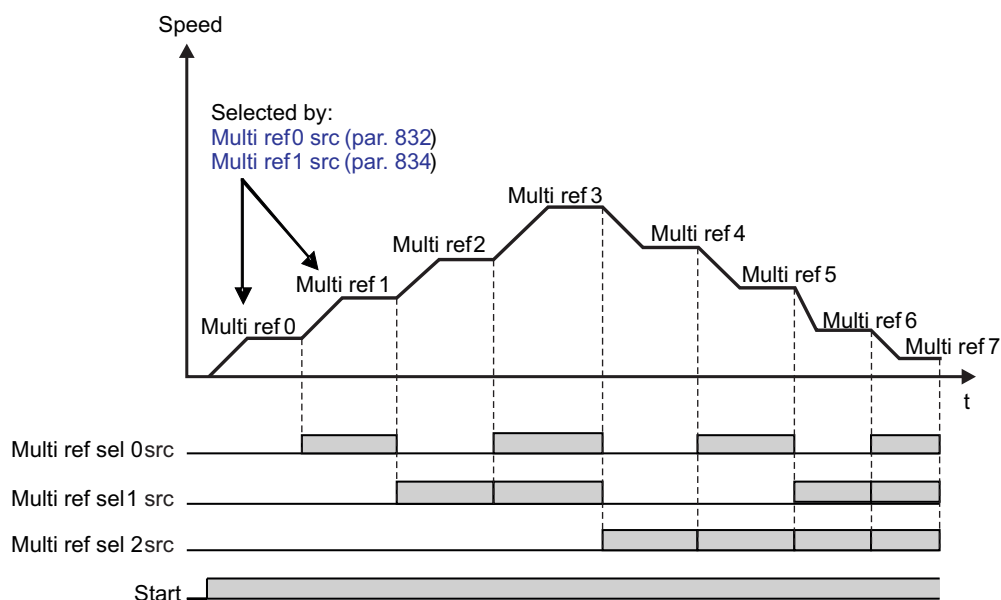 Speed
Selected by:
Multi ref0 src (par. 832)
Multi ref1 src (par. 834)
Multi ref 3
Multi ref2
Multi ref 4
Multi ref 1
Multi ref 5
Multi ref 0
Multi ref 6
Multi ref 7
t
Multi ref sel 0src
Multi ref sel1 src
Multi ref sel 2src
Start